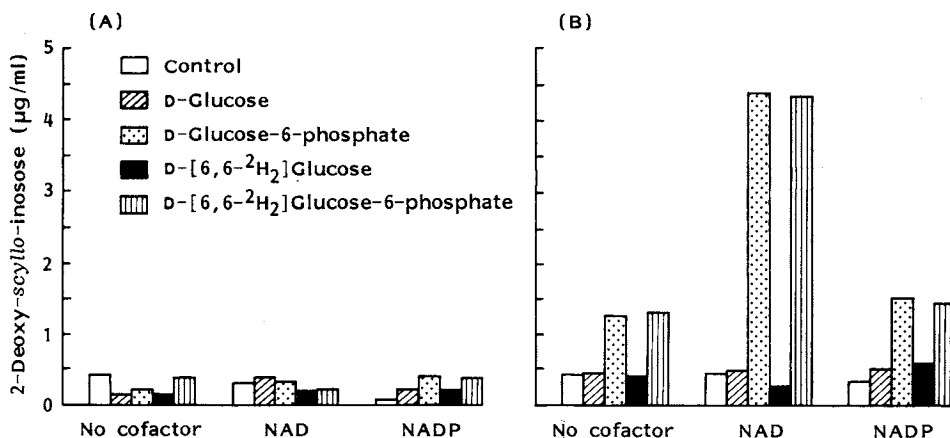 (A)
(B)
2-Deoxy-scyllo-inosose (µg/ml)
5
4
3
2
1
0
Control
D-Glucose
D-Glucose-6-phosphate
D-[6,6-²H₂]Glucose
D-[6,6-²H₂]Glucose-6-phosphate
No cofactor NAD NADP
No cofactor NAD NADP